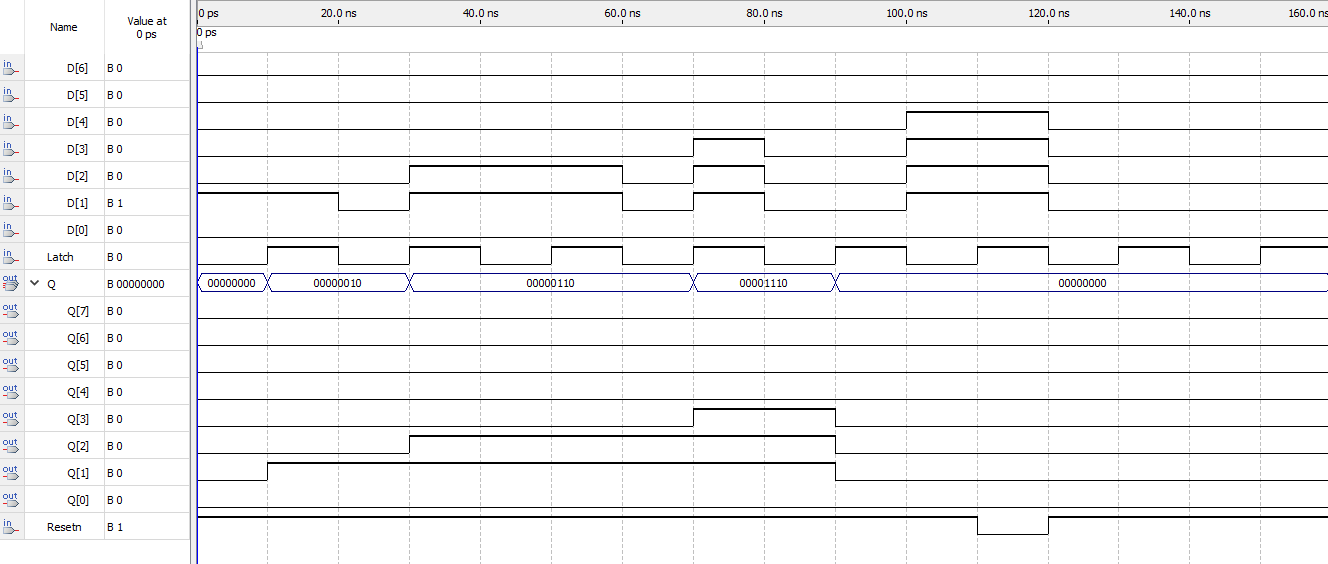 Name Value at 0 ps 0 ps 20.0 ns 40.0 ns 60.0 ns 80.0 ns 100.0 ns 120.0 ns 140.0 ns 160.0 ns
0 ps
in D[6] B 0
in D[5] B 0
in D[4] B 0
in D[3] B 0
in D[2] B 0
in D[1] B 1
in D[0] B 0
in Latch B 0
out Q B 00000000 00000000 00000010 00000110 00001110 00000000
out Q[7] B 0
out Q[6] B 0
out Q[5] B 0
out Q[4] B 0
out Q[3] B 0
out Q[2] B 0
out Q[1] B 0
out Q[0] B 0
in Resetn B 1